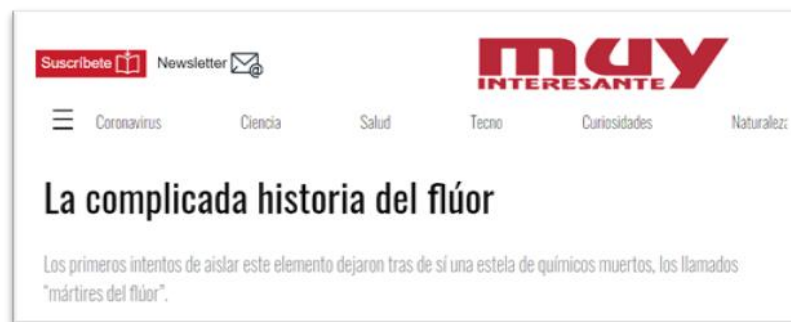 Suscríbete Newsletter
muy
INTERESANTE
Coronavirus Ciencia Salud Tecno Curiosidades Naturaleza
La complicada historia del flúor
Los primeros intentos de aislar este elemento dejaron tras de sí una estela de químicos muertos, los llamados
"mártires del flúor".